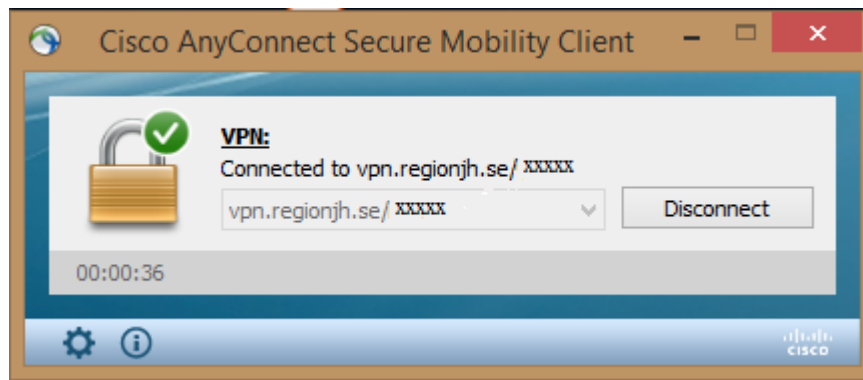 Cisco AnyConnect Secure Mobility Client
VPN:
Connected to vpn.regionjh.se/ xxxxx
vpn.regionjh.se/ xxxxx
Disconnect
00:00:36
cisco